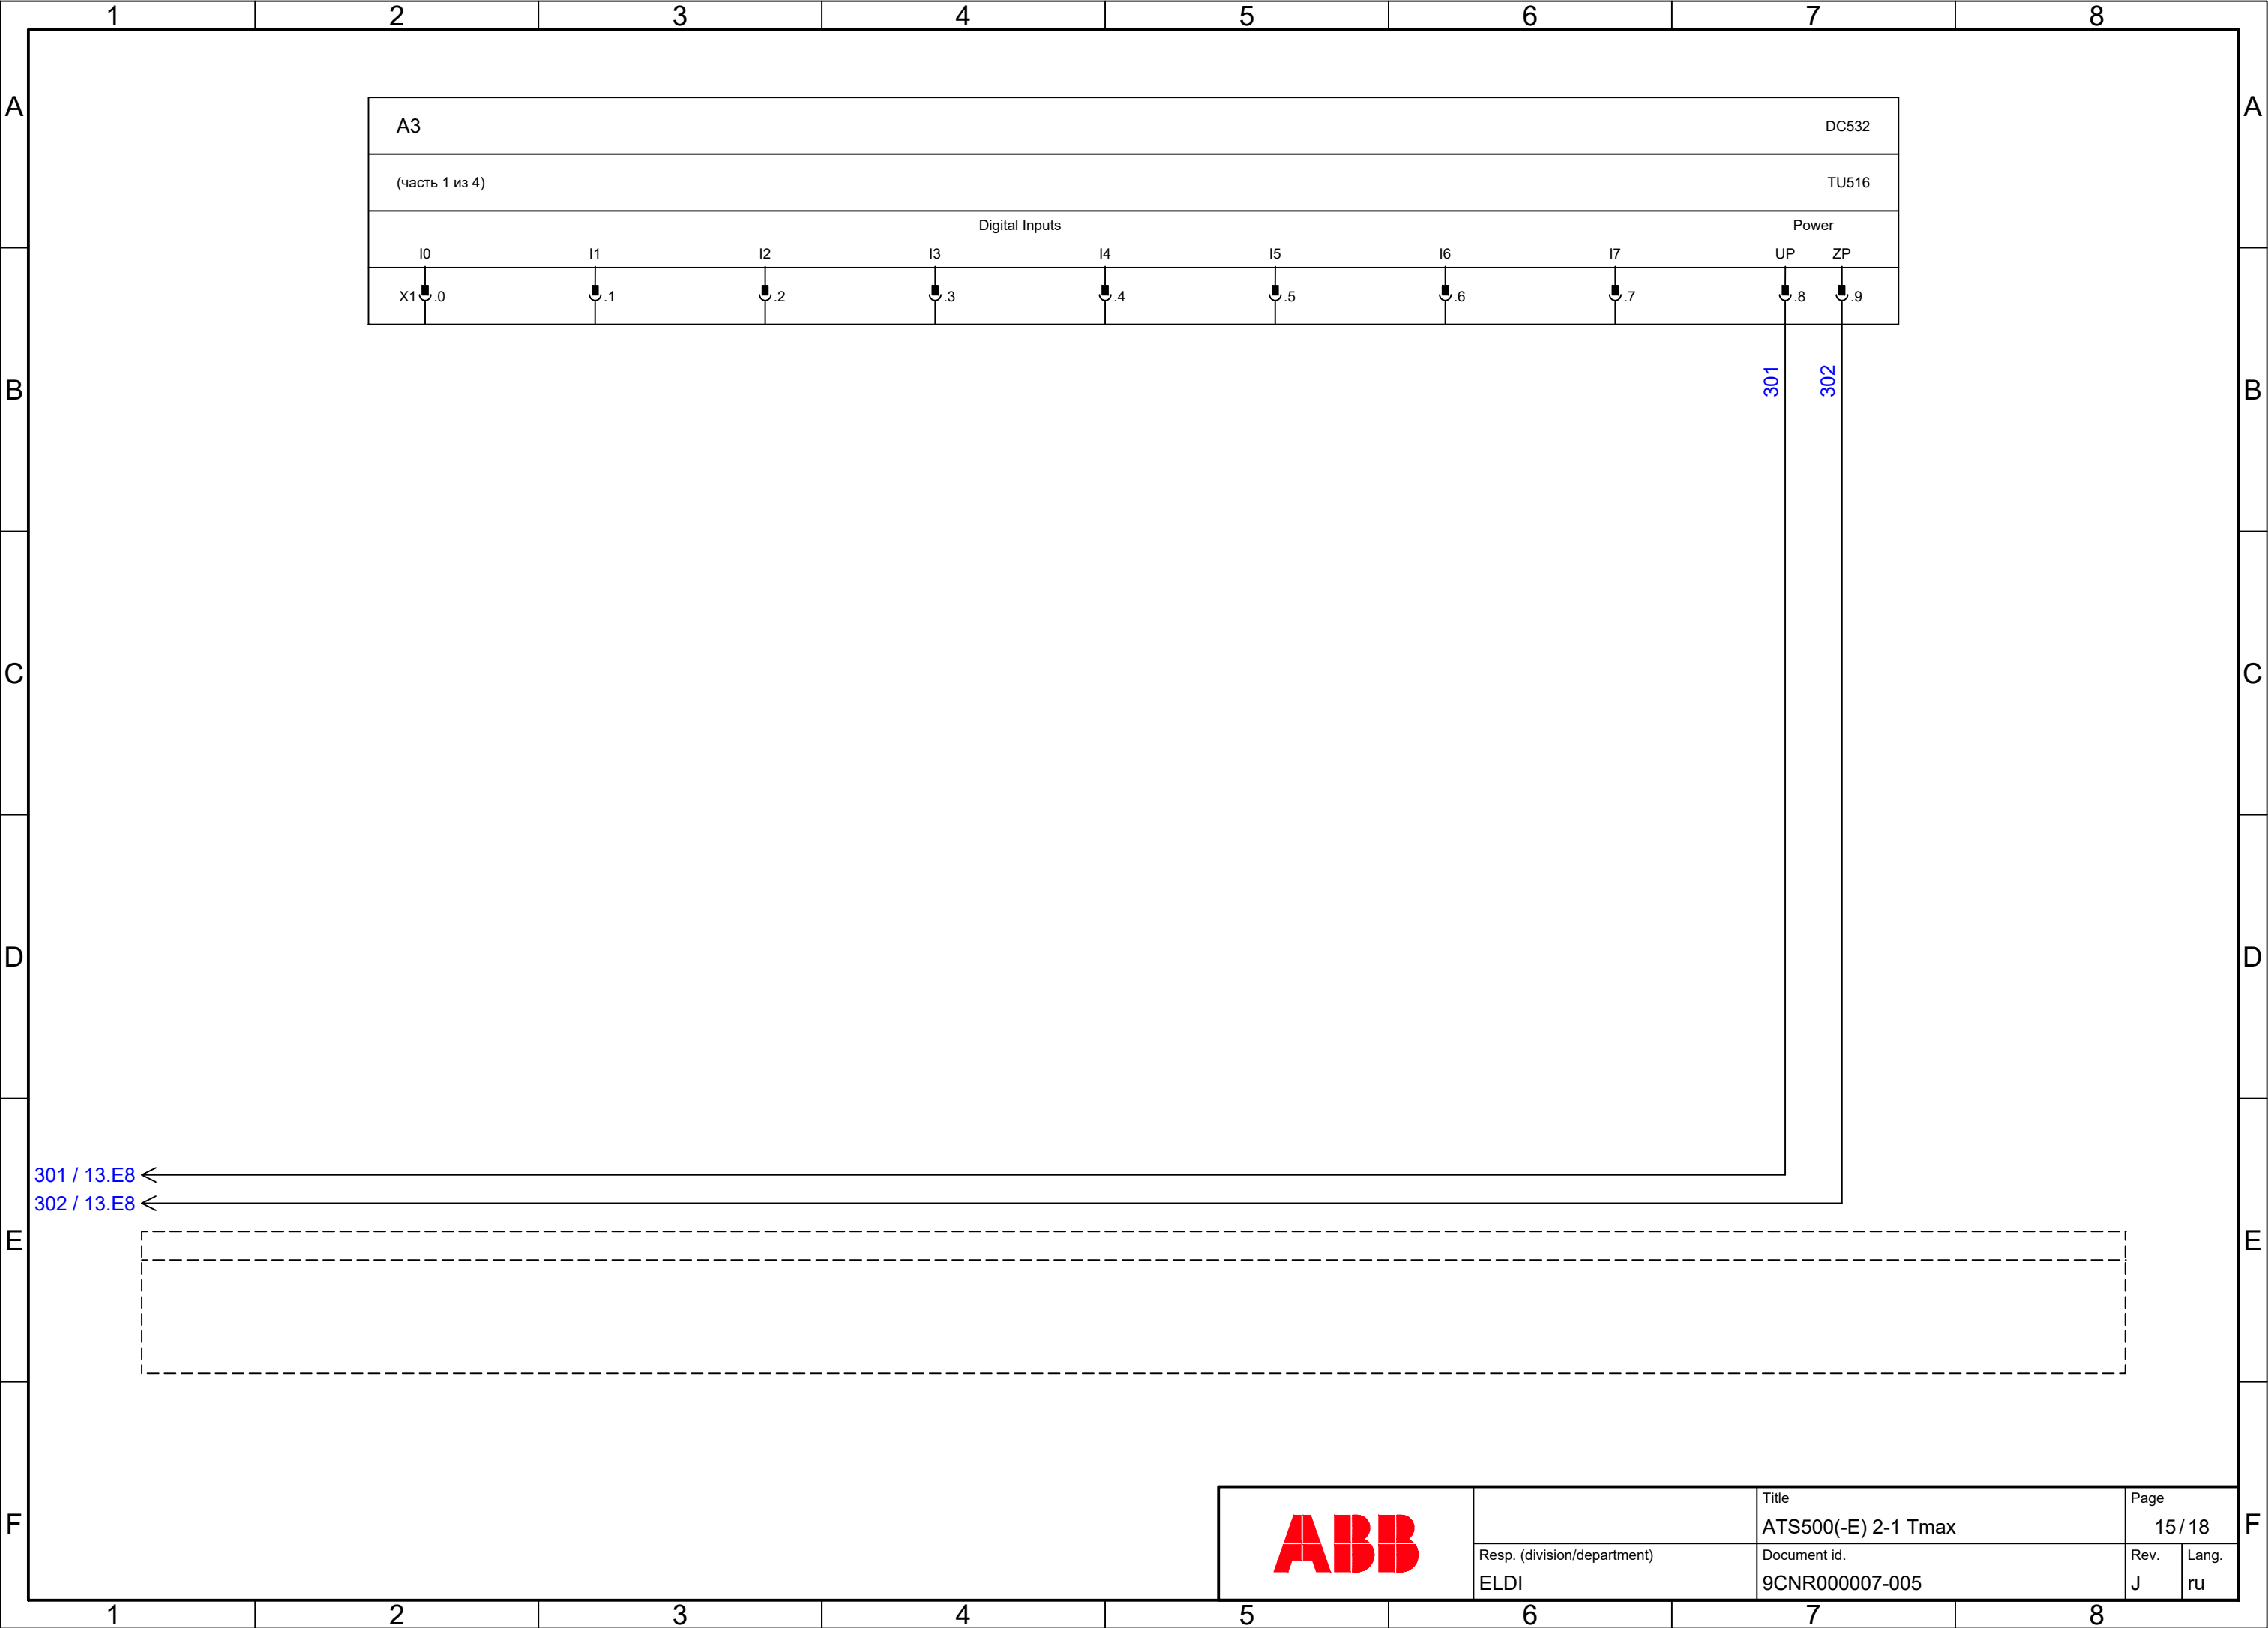 1 2 3 4 5 6 7 8
A A
A3 DC532
(часть 1 из 4) TU516
Digital Inputs Power
I0 I1 I2 I3 I4 I5 I6 I7 UP ZP
X1 .0 .1 .2 .3 .4 .5 .6 .7 .8 .9
301 302
B B
C C
D D
301 / 13.E8
302 / 13.E8
E E
F F
ABB
Title
ATS500(-E) 2-1 Tmax
Page
15 / 18
Resp. (division/department)
ELDI
Document id.
9CNR000007-005
Rev.
J
Lang.
ru
1 2 3 4 5 6 7 8